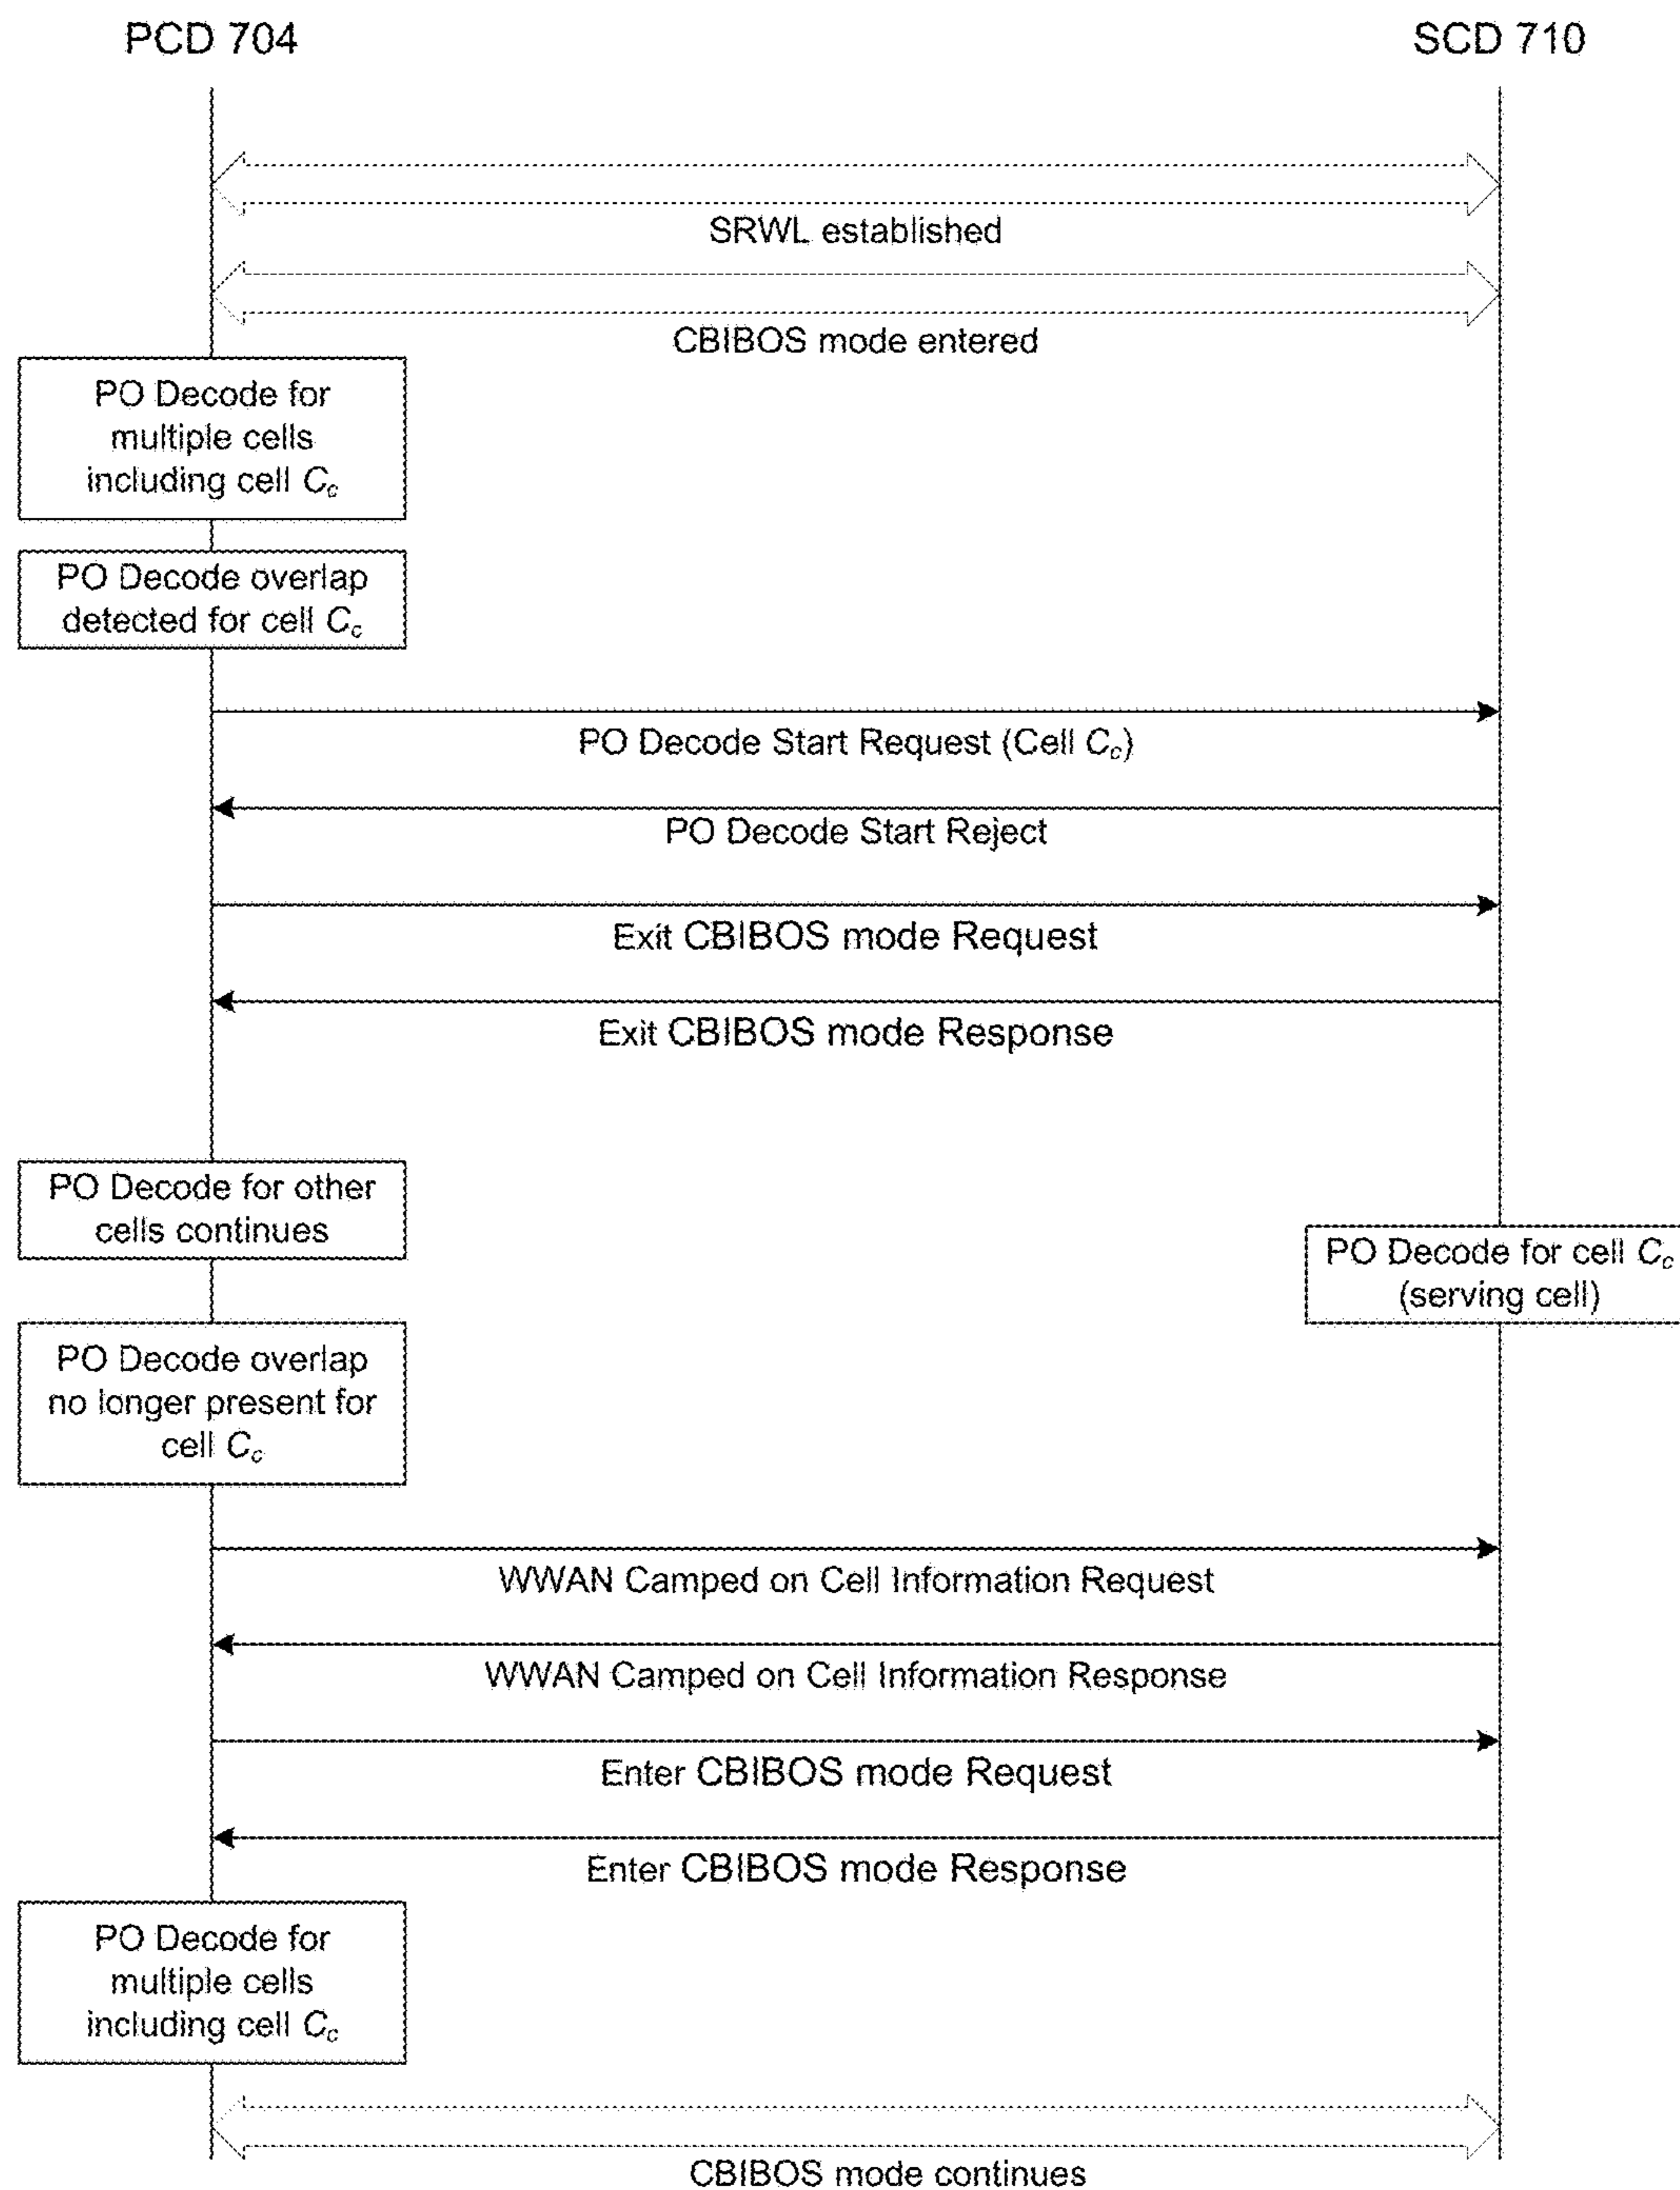 PCD 704
SCD 710
SRWL established
CBIBOS mode entered
PO Decode for
multiple cells
including cell Cc
PO Decode overlap
detected for cell Cc
PO Decode Start Request (Cell Cc)
PO Decode Start Reject
Exit CBIBOS mode Request
Exit CBIBOS mode Response
PO Decode for other
cells continues
PO Decode for cell Cc
(serving cell)
PO Decode overlap
no longer present for
cell Cc
WWAN Camped on Cell Information Request
WWAN Camped on Cell Information Response
Enter CBIBOS mode Request
Enter CBIBOS mode Response
PO Decode for
multiple cells
including cell Cc
CBIBOS mode continues